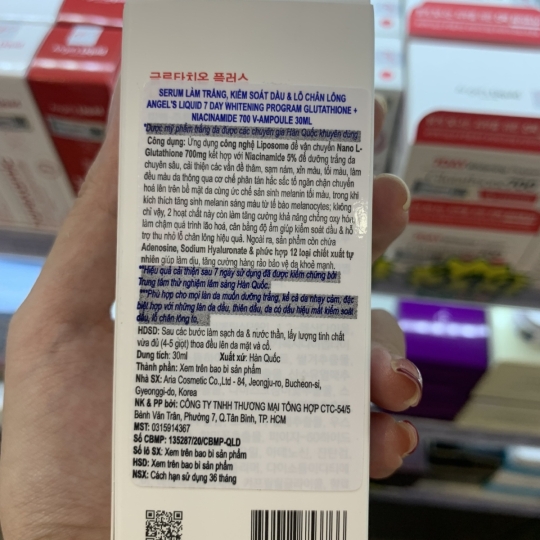 글루타치온 플러스
SERUM LÀM TRẮNG, KIỂM SOÁT DẦU & LỖ CHÂN LÔNG
ANGEL'S LIQUID 7 DAY WHITENING PROGRAM GLUTATHIONE +
NIACINAMIDE 700 V-AMPOULE 30ML
*Dược mỹ phẩm trắng da được các chuyên gia Hàn Quốc khuyên dùng.
Công dụng: Ứng dụng công nghệ Liposome để vận chuyển Nano L-
Glutathione 700mg kết hợp với Niacinamide 5% để dưỡng trắng da
chuyên sâu, cải thiện các vấn đề thâm, sạm nám, xỉn màu, tối màu, làm
đều màu da thông qua cơ chế phân tán hắc sắc tố ngăn chặn chuyển
hoá lên trên bề mặt da cùng ức chế sản sinh melanin tối màu, trong khi
kích thích tăng sinh melanin sáng màu từ tế bào melanocytes; không
chỉ vậy, 2 hoạt chất này còn làm tăng cường khả năng chống oxy hóa,
làm chậm quá trình lão hoá, cân bằng độ ẩm giúp kiểm soát dầu & hỗ
trợ thu nhỏ lỗ chân lông hiệu quả. Ngoài ra, sản phẩm còn chứa
Adenosine, Sodium Hyaluronate & phức hợp 12 loại chiết xuất tự
nhiên giúp làm dịu, tăng cường hàng rào bảo vệ da khoẻ mạnh.
**Hiệu quả cải thiện sau 7 ngày sử dụng đã được kiểm chứng bởi
Trung tâm thử nghiệm lâm sàng Hàn Quốc.
***Phù hợp cho mọi làn da muốn dưỡng trắng, kể cả da nhạy cảm, đặc
biệt hợp với những làn da dầu, thiên dầu, da có dấu hiệu mất kiểm soát
dầu, lỗ chân lông to.
HDSD: Sau các bước làm sạch da & nước thần, lấy lượng tinh chất
vừa đủ (4-5 giọt) thoa đều lên da mặt và cổ.
Dung tích: 30ml Xuất xứ: Hàn Quốc
Thành phần: Xem trên bao bì sản phẩm
Nhà SX: Aria Cosmetic Co.,Ltd - 84, Jeongju-ro, Bucheon-si,
Gyeonggi-do, Korea
NK & PP bởi: CÔNG TY TNHH THƯƠNG MẠI TỔNG HỢP CTC-54/5
Bành Văn Trân, Phường 7, Q.Tân Bình, TP. HCM
MST: 0315914367
Số CBMP: 135287/20/CBMP-QLD
Số lô SX: Xem trên bao bì sản phẩm
HSD: Xem trên bao bì sản phẩm
NSX: Cách hạn sử dụng 36 tháng